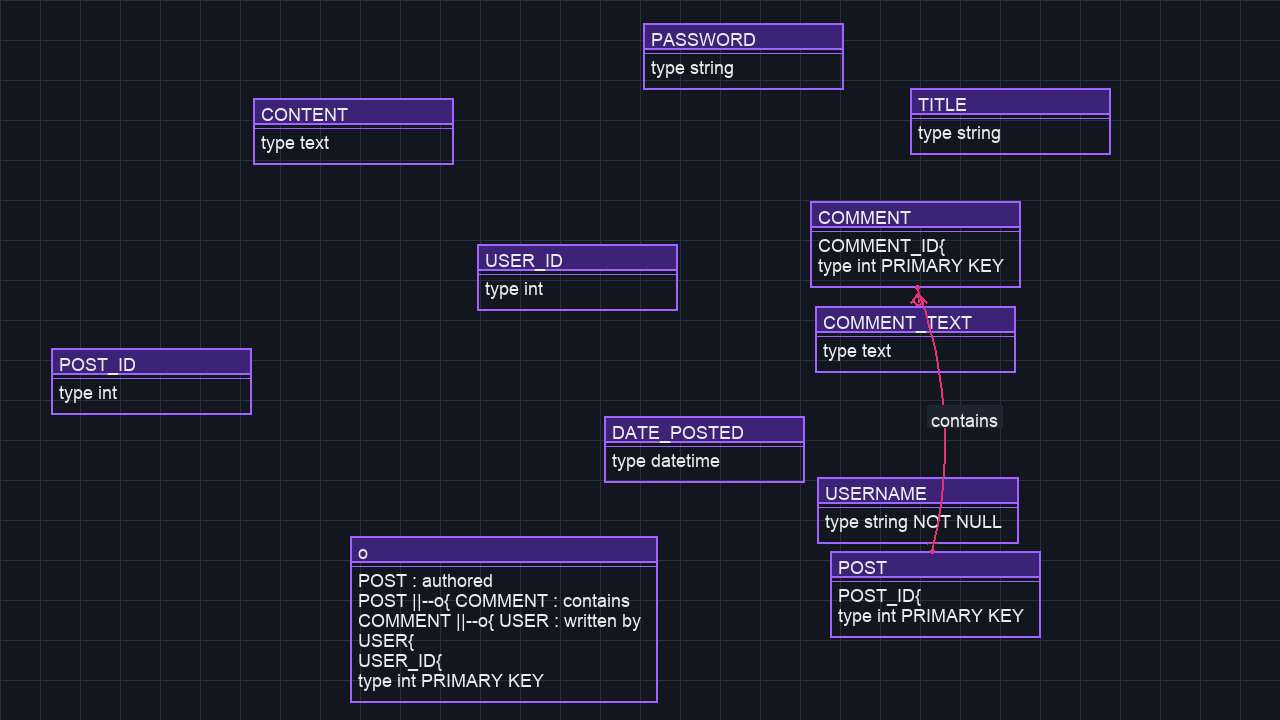 PASSWORD
type string
TITLE
type string
CONTENT
type text
COMMENT
COMMENT_ID{
type int PRIMARY KEY
USER_ID
type int
COMMENT_TEXT
type text
POST_ID
type int
contains
DATE_POSTED
type datetime
USERNAME
type string NOT NULL
o
POST : authored
POST ||--o{ COMMENT : contains
COMMENT ||--o{ USER : written by
USER{
USER_ID{
type int PRIMARY KEY
POST
POST_ID{
type int PRIMARY KEY